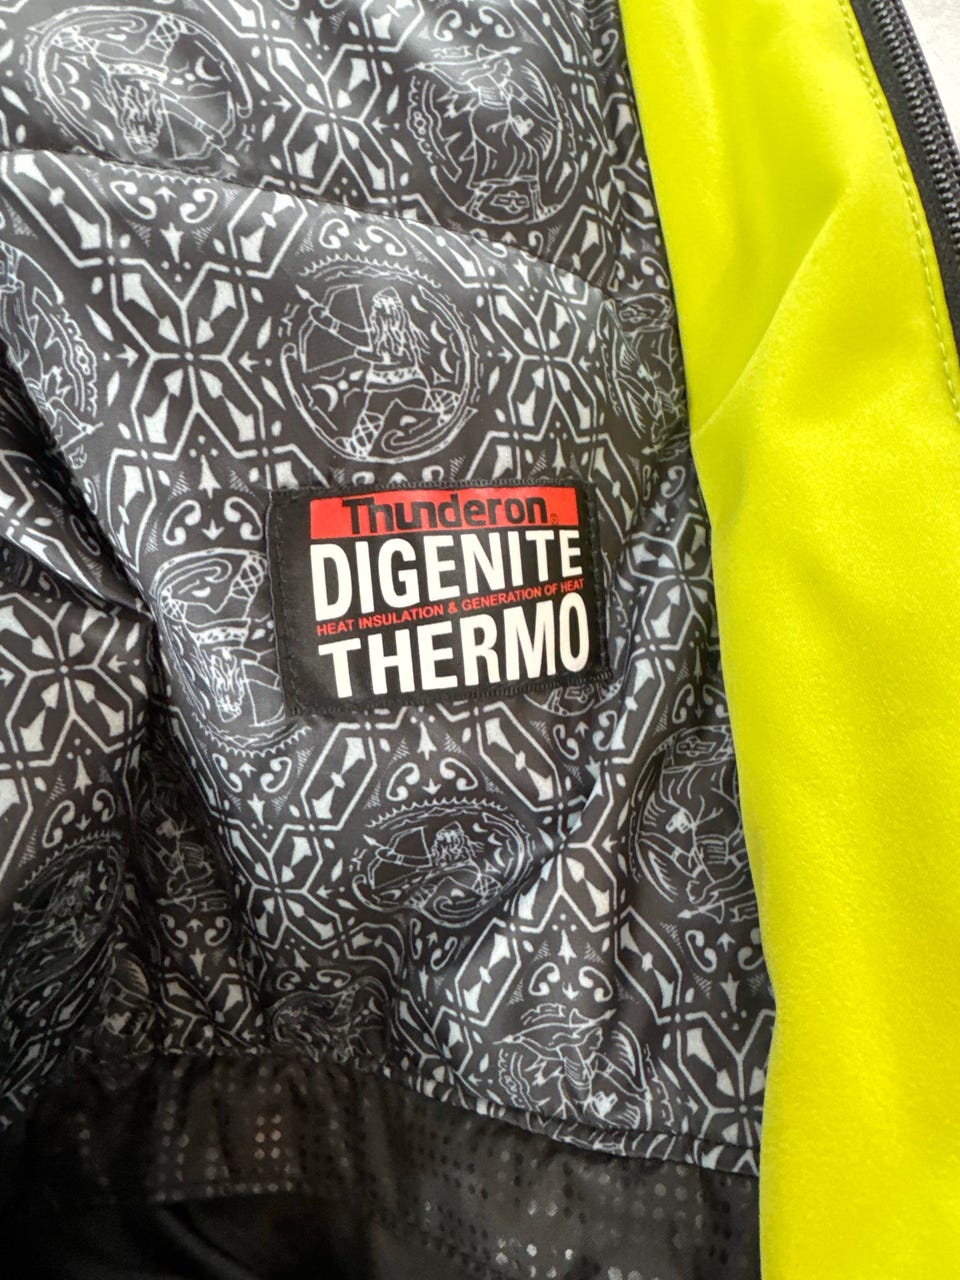 Thunderon®
DIGENITE
HEAT INSULATION & GENERATION OF HEAT
THERMO